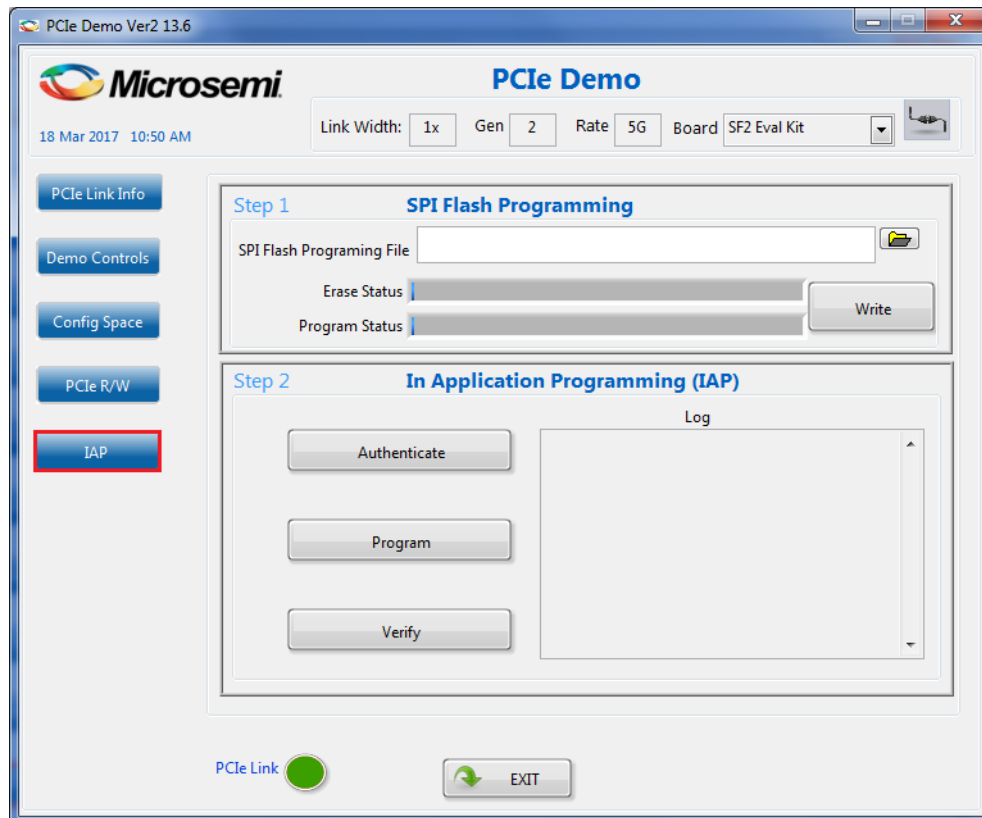 PCIe Demo Ver2 13.6
Microsemi.
PCIe Demo
18 Mar 2017 10:50 AM
Link Width: 1x Gen 2 Rate 5G Board SF2 Eval Kit
PCIe Link Info
Demo Controls
Config Space
PCIe R/W
IAP
Step 1 SPI Flash Programming
SPI Flash Programing File
Erase Status
Program Status
Write
Step 2 In Application Programming (IAP)
Log
Authenticate
Program
Verify
PCIe Link
EXIT